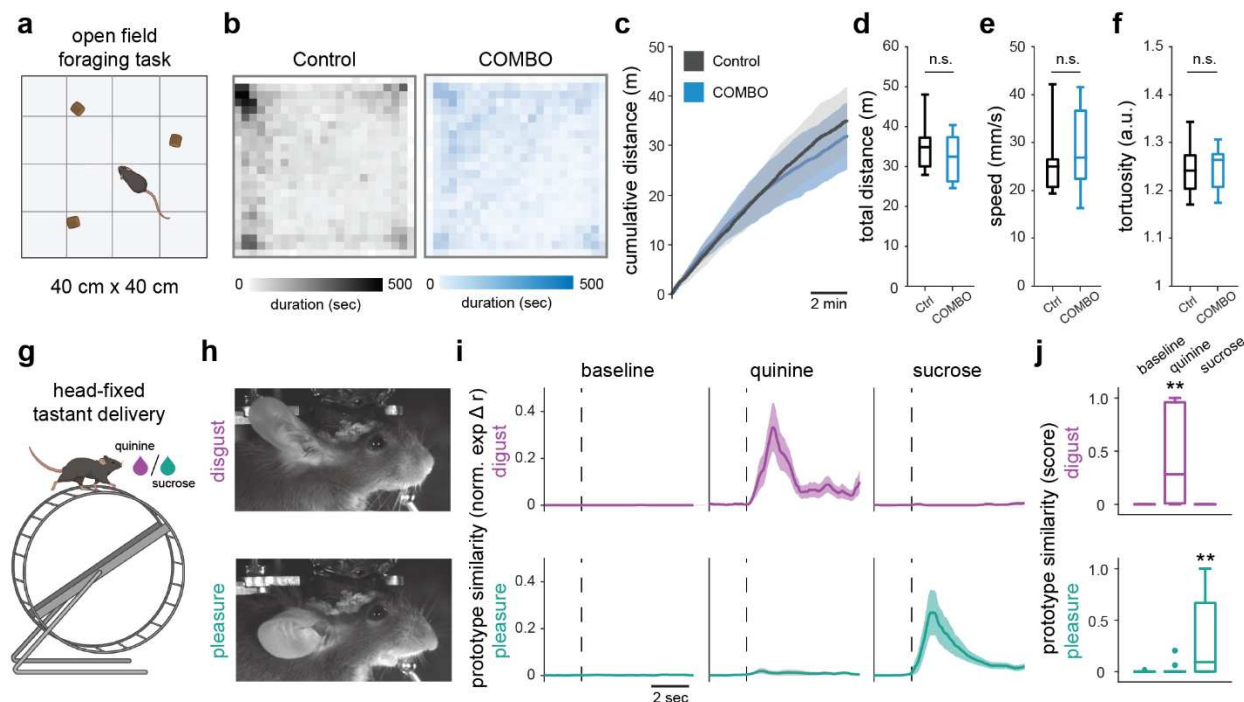 a
open field
foraging task
40 cm x 40 cm
b
Control
COMBO
0
500
duration (sec)
0
500
duration (sec)
c
cumulative distance (m)
50
40
30
20
10
0
Control
COMBO
2 min
d
total distance (m)
60
50
40
30
20
10
0
n.s.
Ctrl
COMBO
e
speed (mm/s)
50
40
30
20
10
0
n.s.
Ctrl
COMBO
f
tortuosity (a.u.)
1.5
1.4
1.3
1.2
1.1
1
n.s.
Ctrl
COMBO
g
head-fixed
tastant delivery
quinine
/
sucrose
h
disgust
pleasure
i
baseline
quinine
sucrose
prototype similarity (norm. exp Δ r)
digust
0.4
0.2
0
pleasure
0.4
0.2
0
2 sec
j
baseline
quinine
sucrose
prototype similarity (score)
digust
1.0
0.5
0
**
pleasure
1.0
0.5
0
**